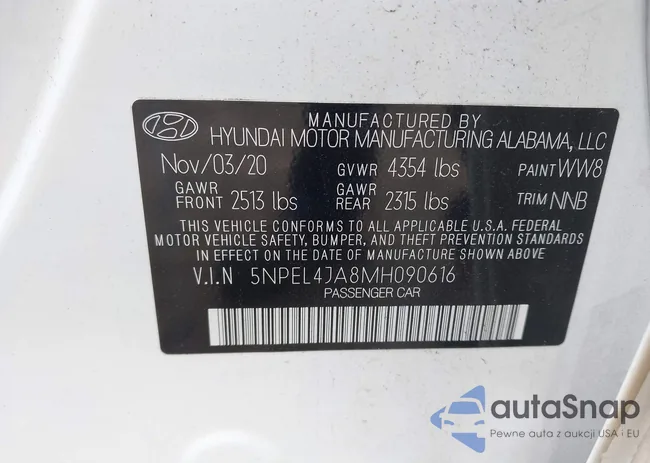 MANUFACTURED BY
HYUNDAI MOTOR MANUFACTURING ALABAMA, LLC
Nov/03/20 GVWR 4354 lbs PAINT WW8
GAWR FRONT 2513 lbs GAWR REAR 2315 lbs TRIM NNB
THIS VEHICLE CONFORMS TO ALL APPLICABLE U.S.A. FEDERAL
MOTOR VEHICLE SAFETY, BUMPER, AND THEFT PREVENTION STANDARDS
IN EFFECT ON THE DATE OF MANUFACTURE SHOWN ABOVE
V.I.N 5NPEL4JA8MH090616
PASSENGER CAR
autaSnap
Pewne auta z aukcji USA i EU